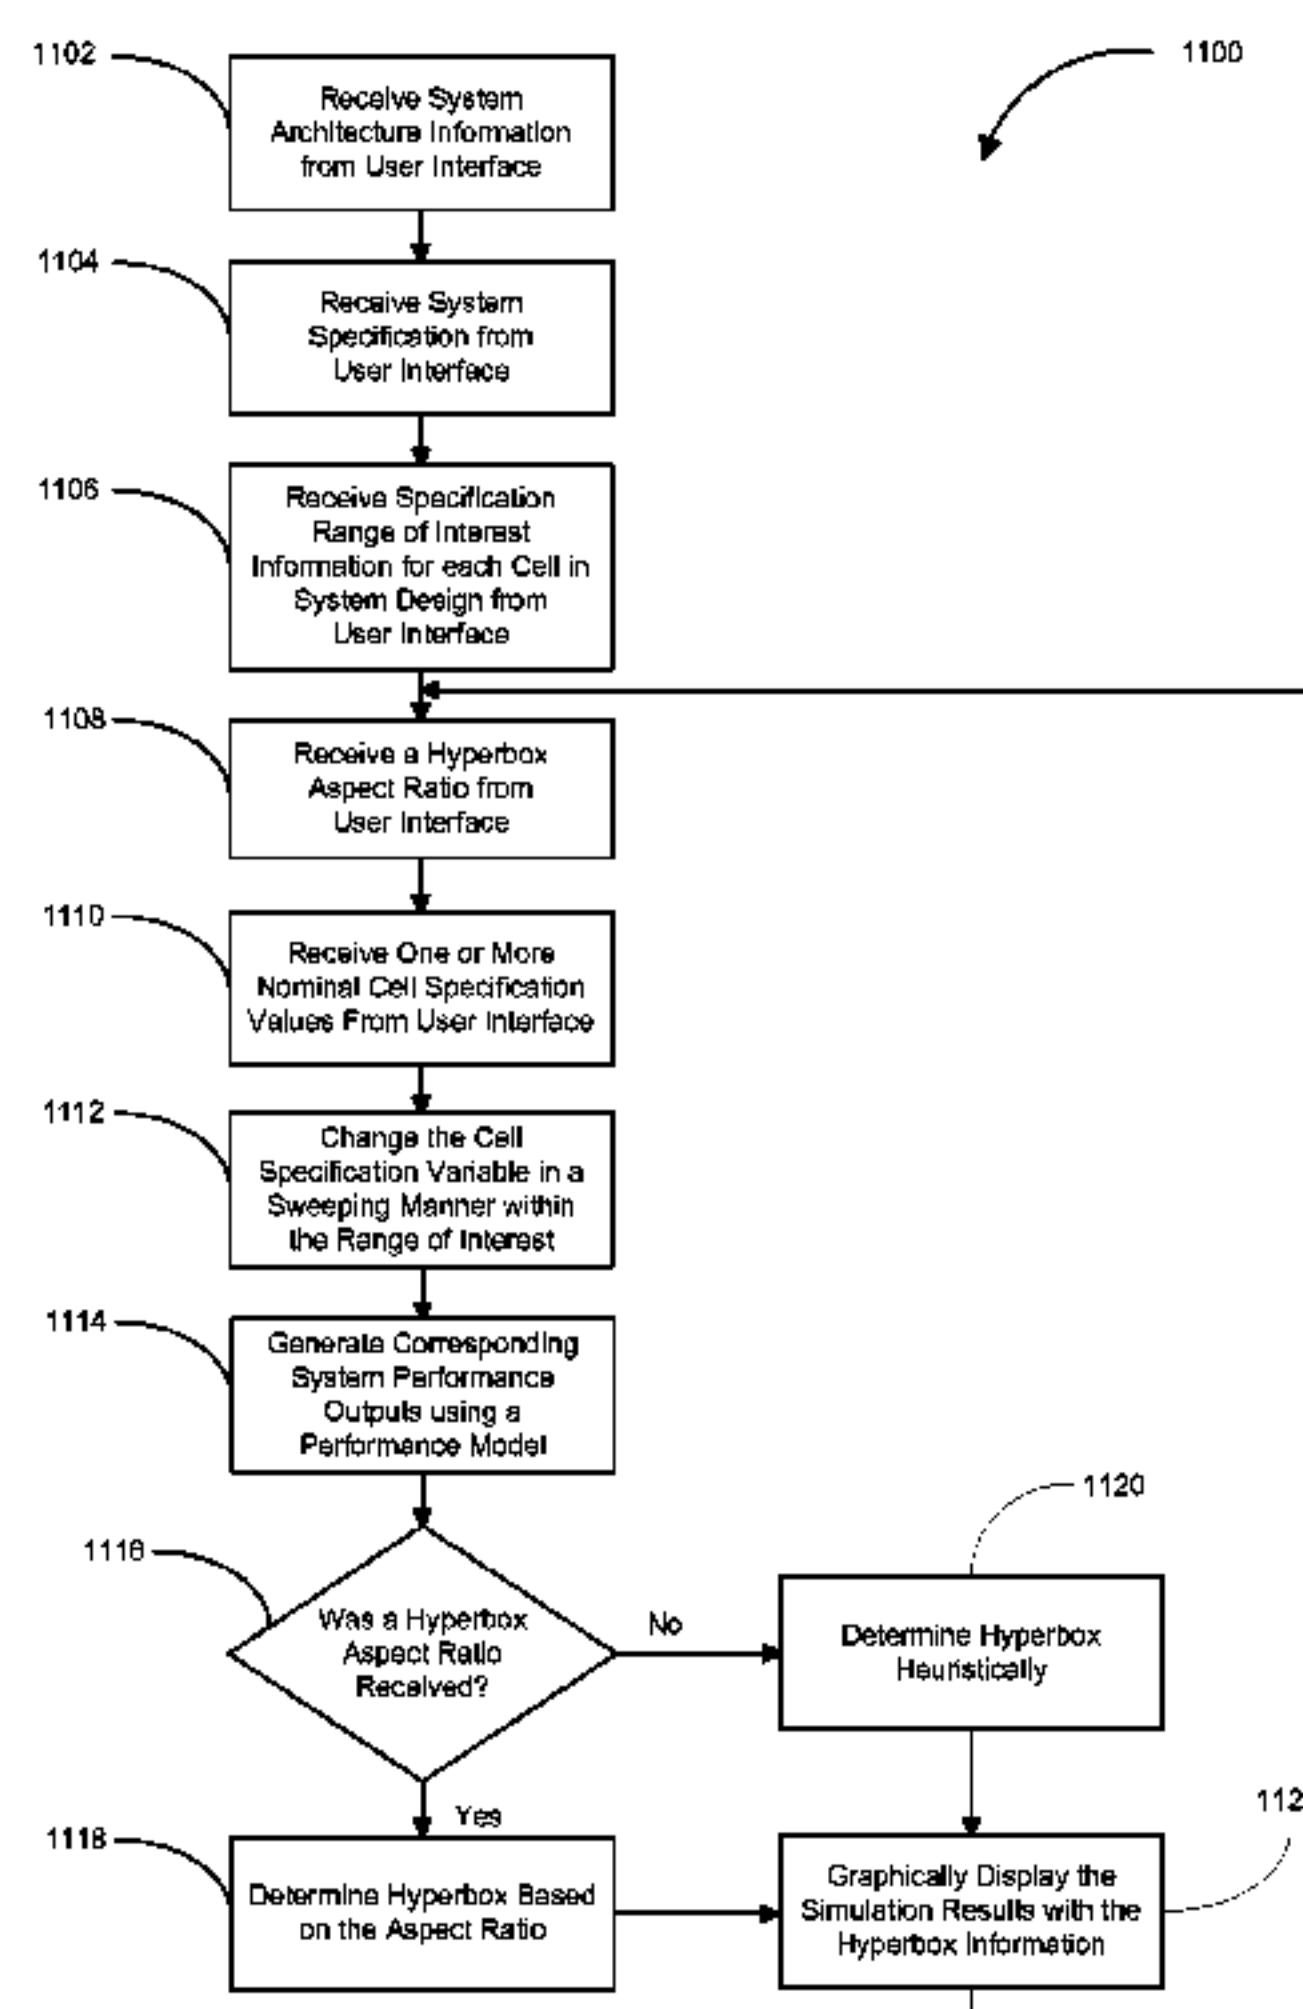 1102
1100
Receive System
Architecture Information
from User Interface
1104
Receive System
Specification from
User Interface
1106
Receive Specification
Range of Interest
Information for each Cell in
System Design from
User Interface
1108
Receive a Hyperbox
Aspect Ratio from
User Interface
1110
Receive One or More
Nominal Cell Specification
Values From User Interface
1112
Change the Cell
Specification Variable in a
Sweeping Manner within
the Range of Interest
1114
Generate Corresponding
System Performance
Outputs using a
Performance Model
1116
Was a Hyperbox
Aspect Ratio
Received?
No
Yes
1120
Determine Hyperbox
Heuristically
1118
Determine Hyperbox Based
on the Aspect Ratio
112
Graphically Display the
Simulation Results with the
Hyperbox Information